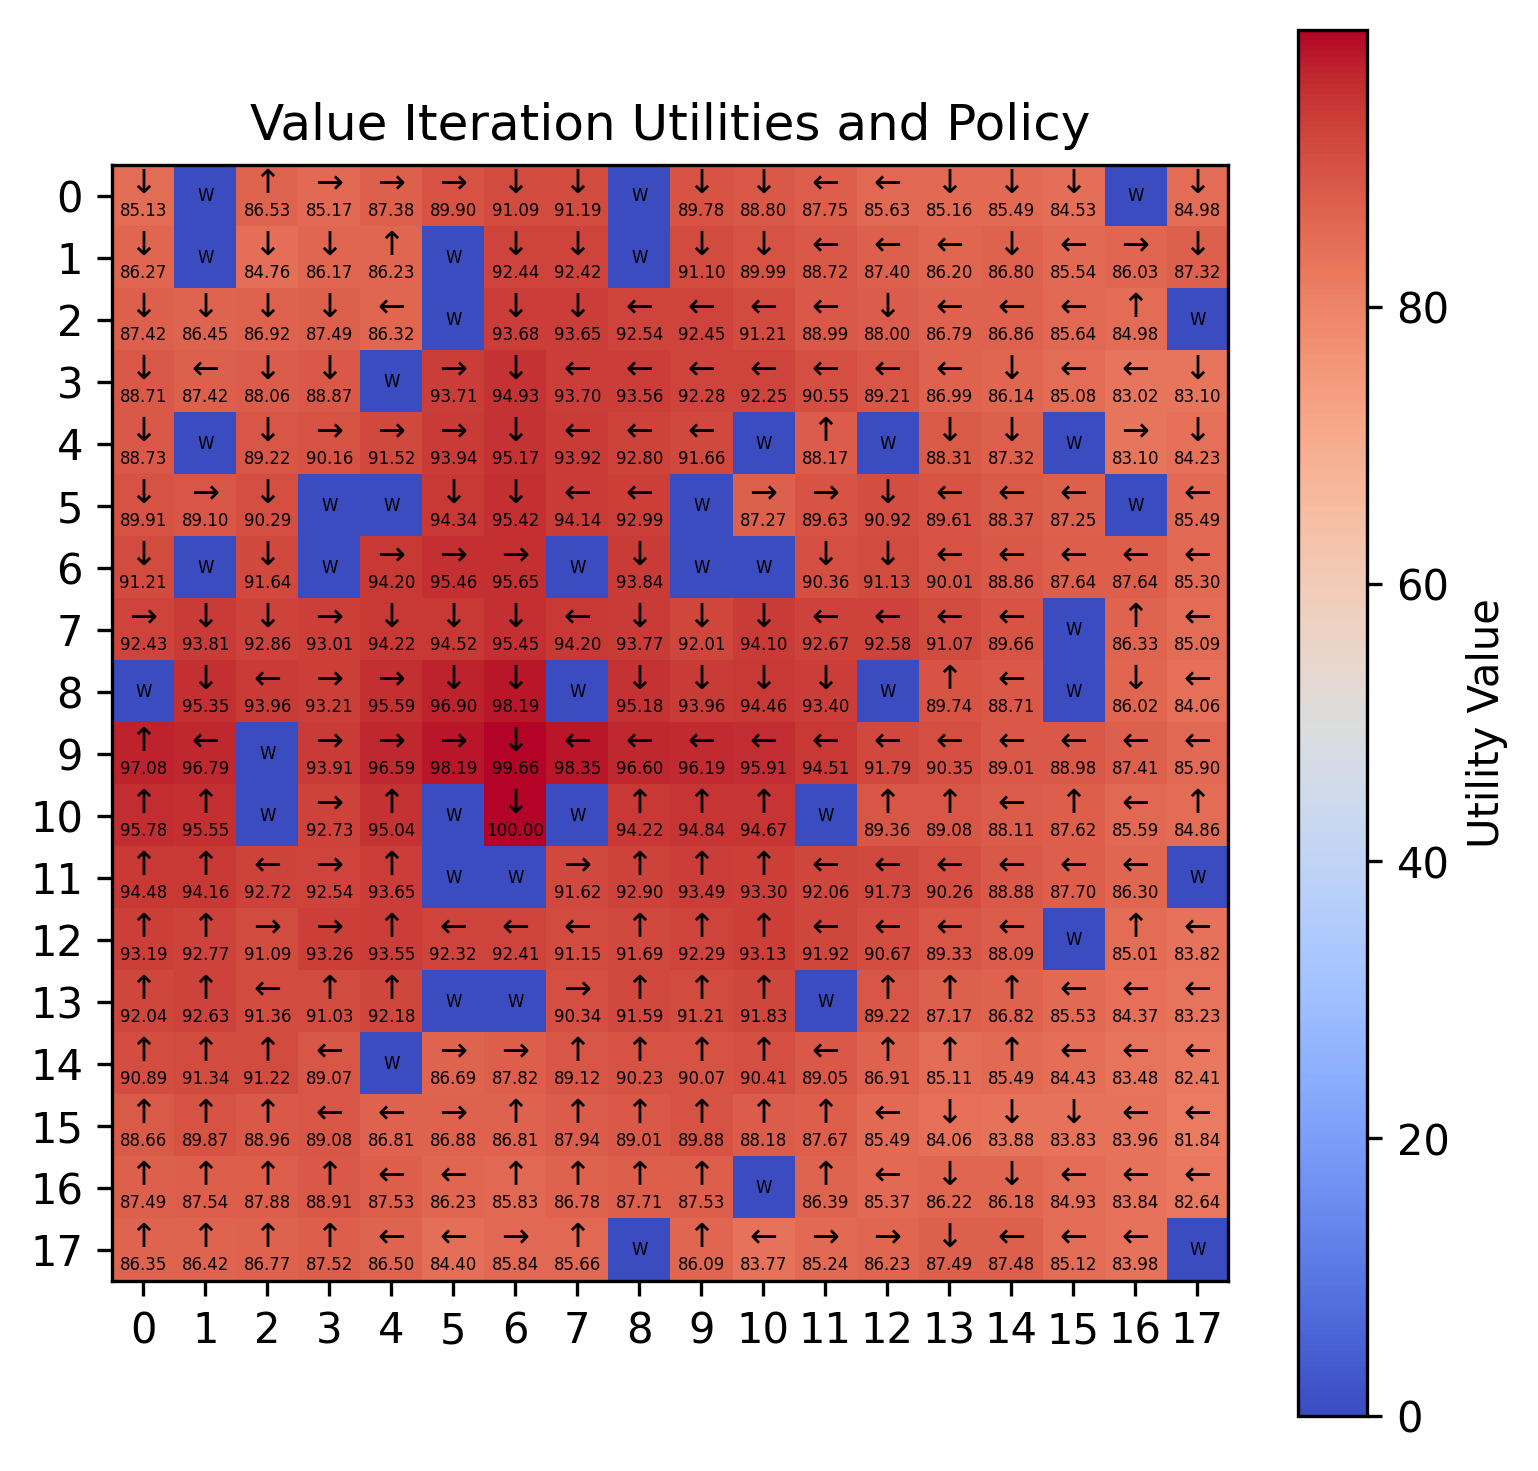 Value Iteration Utilities and Policy
0 ↓ W ↑ → → → ↓ ↓ W ↓ ↓ ← ← ↓ ↓ ↓ W ↓
85.13 86.53 85.17 87.38 89.90 91.09 91.19 89.78 88.80 87.75 85.63 85.16 85.49 84.53 84.98
1 ↓ W ↓ ↓ ↑ W ↓ ↓ W ↓ ↓ ← ← ← ↓ ← → ↓
86.27 84.76 86.17 86.23 92.44 92.42 91.10 89.99 88.72 87.40 86.20 86.80 85.54 86.03 87.32
2 ↓ ↓ ↓ ↓ ← W ↓ ↓ ← ← ← ← ↓ ← ← ← ↑ W
87.42 86.45 86.92 87.49 86.32 93.68 93.65 92.54 92.45 91.21 88.99 88.00 86.79 86.86 85.64 84.98
3 ↓ ← ↓ ↓ W → ↓ ← ← ← ← ← ← ← ↓ ← ← ↓
88.71 87.42 88.06 88.87 93.71 94.93 93.70 93.56 92.28 92.25 90.55 89.21 86.99 86.14 85.08 83.02 83.10
4 ↓ W ↓ → → → ↓ ← ← ← W ↑ W ↓ ↓ W → ↓
88.73 89.22 90.16 91.52 93.94 95.17 93.92 92.80 91.66 88.17 88.31 87.32 83.10 84.23
5 ↓ → ↓ W W ↓ ↓ ← ← W → → ↓ ← ← ← W ←
89.91 89.10 90.29 94.34 95.42 94.14 92.99 87.27 89.63 90.92 89.61 88.37 87.25 85.49
6 ↓ W ↓ W → → → W ↓ W W ↓ ↓ ← ← ← ← ←
91.21 91.64 94.20 95.46 95.65 93.84 90.36 91.13 90.01 88.86 87.64 87.64 85.30
7 → ↓ ↓ → ↓ ↓ ↓ ← ↓ ↓ ↓ ← ← ← ← W ↑ ←
92.43 93.81 92.86 93.01 94.22 94.52 95.45 94.20 93.77 92.01 94.10 92.67 92.58 91.07 89.66 86.33 85.09
8 W ↓ ← → → ↓ ↓ W ↓ ↓ ↓ ↓ W ↑ ← W ↓ ←
95.35 93.96 93.21 95.59 96.90 98.19 95.18 93.96 94.46 93.40 89.74 88.71 86.02 84.06
9 ↑ ← W → → → ↓ ← ← ← ← ← ← ← ← ← ← ←
97.08 96.79 93.91 96.59 98.19 99.66 98.35 96.60 96.19 95.91 94.51 91.79 90.35 89.01 88.98 87.41 85.90
10 ↑ ↑ W → ↑ W ↓ W ↑ ↑ ↑ W ↑ ↑ ← ↑ ← ↑
95.78 95.55 92.73 95.04 100.00 94.22 94.84 94.67 89.36 89.08 88.11 87.62 85.59 84.86
11 ↑ ↑ ← → ↑ W W → ↑ ↑ ↑ ← ← ← ← ← ← W
94.48 94.16 92.72 92.54 93.65 91.62 92.90 93.49 93.30 92.06 91.73 90.26 88.88 87.70 86.30
12 ↑ ↑ → → ↑ ← ← ← ↑ ↑ ↑ ← ← ← ← W ↑ ←
93.19 92.77 91.09 93.26 93.55 92.32 92.41 91.15 91.69 92.29 93.13 91.92 90.67 89.33 88.09 85.01 83.82
13 ↑ ↑ ← ↑ ↑ W W → ↑ ↑ ↑ W ↑ ↑ ↑ ← ← ←
92.04 92.63 91.36 91.03 92.18 90.34 91.59 91.21 91.83 89.22 87.17 86.82 85.53 84.37 83.23
14 ↑ ↑ ↑ ← W → → ↑ ↑ ↑ ↑ ← ↑ ↑ ↑ ← ← ←
90.89 91.34 91.22 89.07 86.69 87.82 89.12 90.23 90.07 90.41 89.05 86.91 85.11 85.49 84.43 83.48 82.41
15 ↑ ↑ ↑ ← ← → ↑ ↑ ↑ ↑ ↑ ↑ ← ↓ ↓ ↓ ← ←
88.66 89.87 88.96 89.08 86.81 86.88 86.81 87.94 89.01 89.88 88.18 87.67 85.49 84.06 83.88 83.83 83.96 81.84
16 ↑ ↑ ↑ ↑ ← ← ↑ ↑ ↑ ↑ W ↑ ← ↓ ↓ ← ← ←
87.49 87.54 87.88 88.91 87.53 86.23 85.83 86.78 87.71 87.53 86.39 85.37 86.22 86.18 84.93 83.84 82.64
17 ↑ ↑ ↑ ↑ ← ← → ↑ W ↑ ← → → ↓ ← ← ← W
86.35 86.42 86.77 87.52 86.50 84.40 85.84 85.66 86.09 83.77 85.24 86.23 87.49 87.48 85.12 83.98
0 1 2 3 4 5 6 7 8 9 10 11 12 13 14 15 16 17
80
60
40
20
0
Utility Value